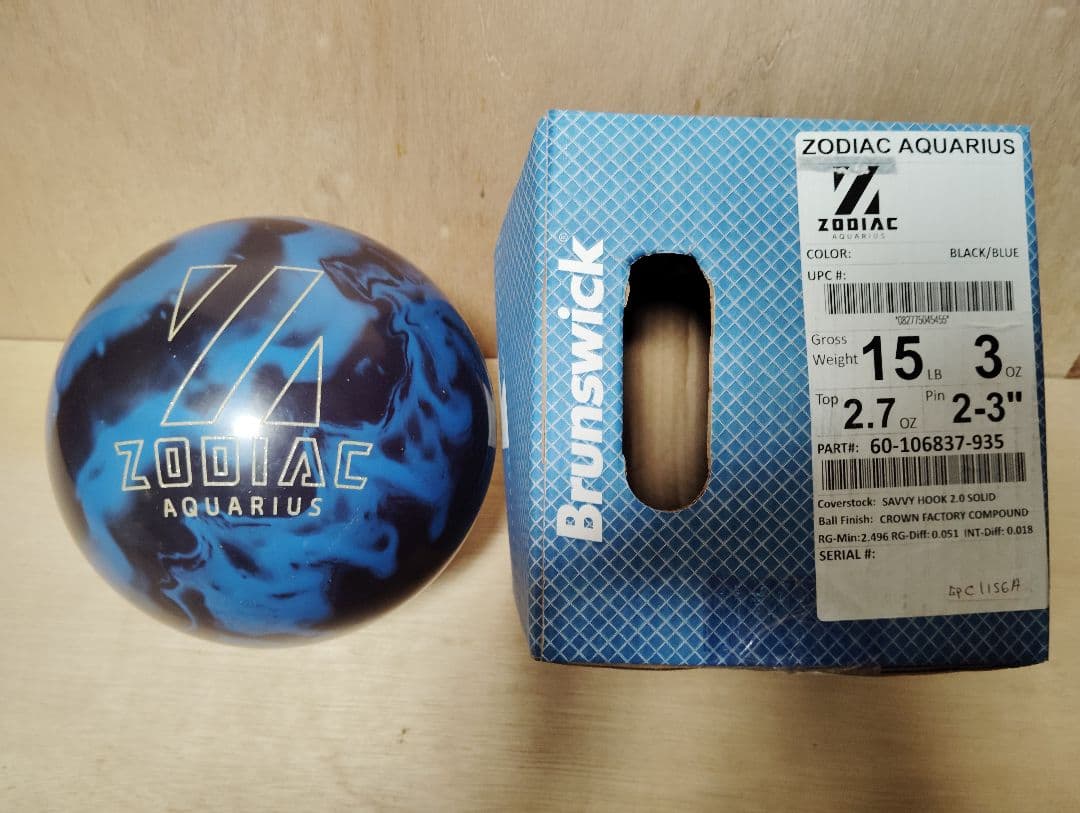 ZODIAC
AQUARIUS
Brunswick®
ZODIAC AQUARIUS
ZODIAC
AQUARIUS
COLOR: BLACK/BLUE
UPC #:
*082775045455*
Gross Weight 15 LB 3 OZ
Top 2.7 OZ Pin 2-3"
PART#: 60-106837-935
Coverstock: SAVVY HOOK 2.0 SOLID
Ball Finish: CROWN FACTORY COMPOUND
RG-Min:2.496 RG-Diff: 0.051 INT-Diff: 0.018
SERIAL #: